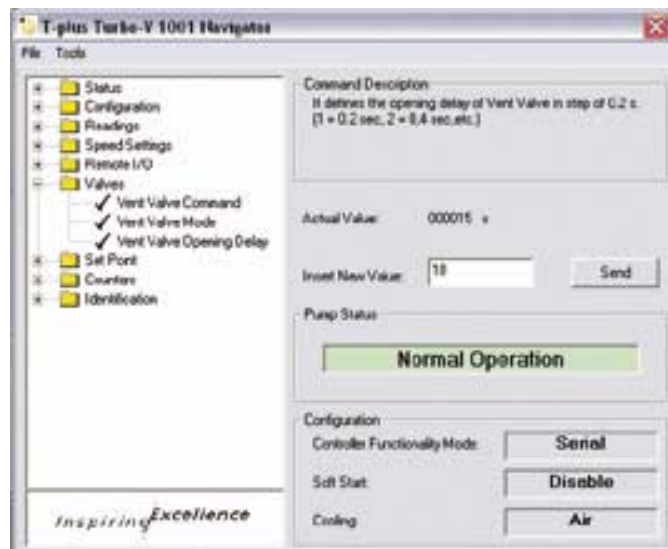 T-plus Turbo-V 1001 Navigator
File Tools
Status
Configuration
Readings
Speed Settings
Remote I/O
Valves
Vent Valve Command
Vent Valve Mode
Vent Valve Opening Delay
Set Point
Counters
Identification
Inspiring Excellence
Command Description
It defines the opening delay of Vent Valve in step of 0.2 s.
(1 = 0.2 sec, 2 = 0,4 sec,etc.)
Actual Value: 000015 s
Insert New Value: 10 Send
Pump Status
Normal Operation
Configuration
Controller Functionality Mode: Serial
Soft Start: Disable
Cooling: Air